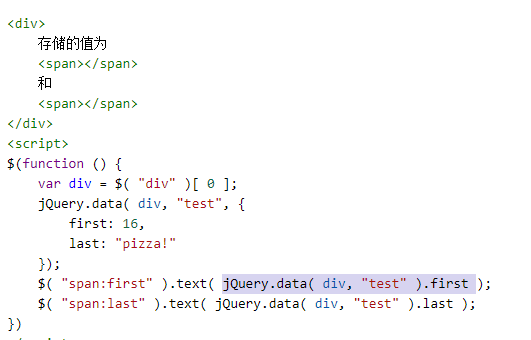 <div>
存储的值为
<span></span>
和
<span></span>
</div>
<script>
$(function () {
var div = $( "div" )[ 0 ];
jQuery.data( div, "test", {
first: 16,
last: "pizza!"
});
$( "span:first" ).text( jQuery.data( div, "test" ).first );
$( "span:last" ).text( jQuery.data( div, "test" ).last );
})